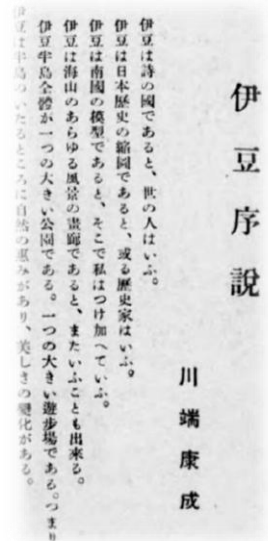 伊豆序說
川端康成
伊豆は詩の國であると、世の人はいふ。
伊豆は日本歷史の縮圖であると、或る歷史家はいふ。
伊豆は南國の模型であると、そこで私はつけ加へていふ。
伊豆は海山のあらゆる風景の畫廊であると、またいふことも出來る。
伊豆半島全體が一つの大きい公園である。一つの大きい遊步場である。つまり
伊豆は半島のいたるところに自然の惠みがあり、美しさの變化がある。